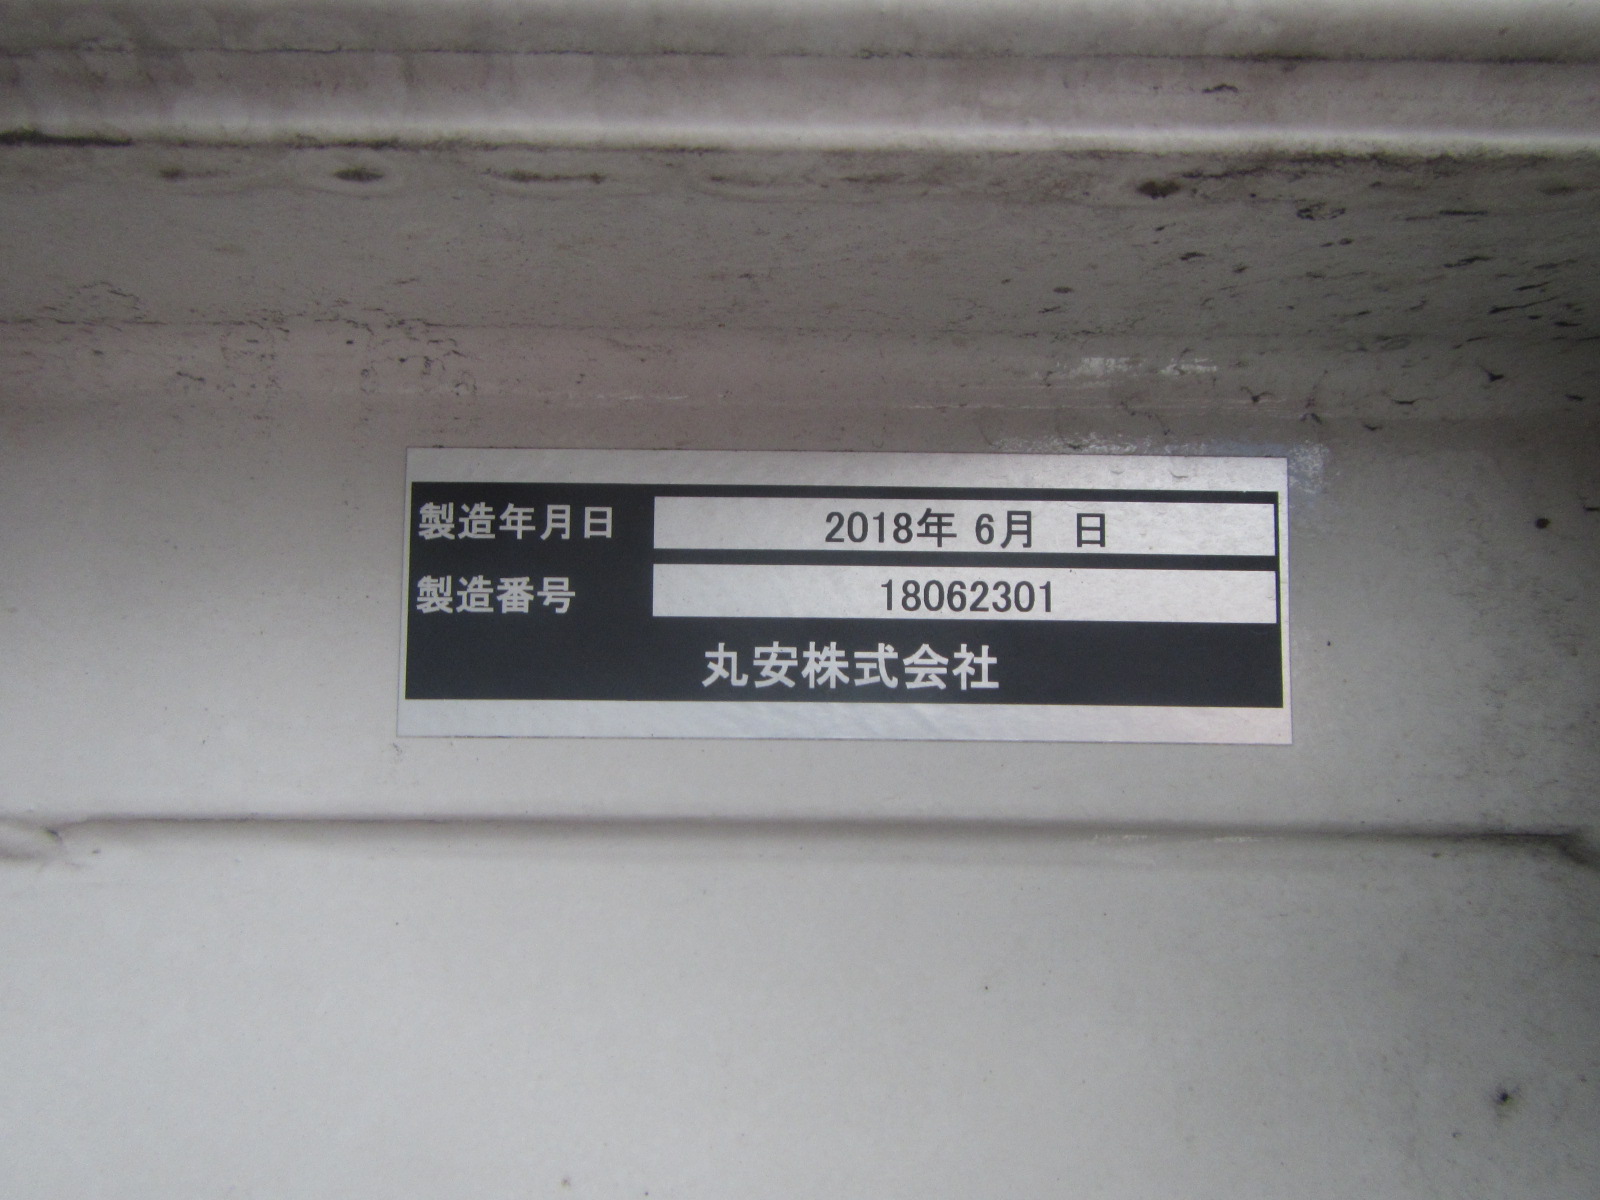 製造年月日 2018年 6月 日
製造番号 18062301
丸安株式会社